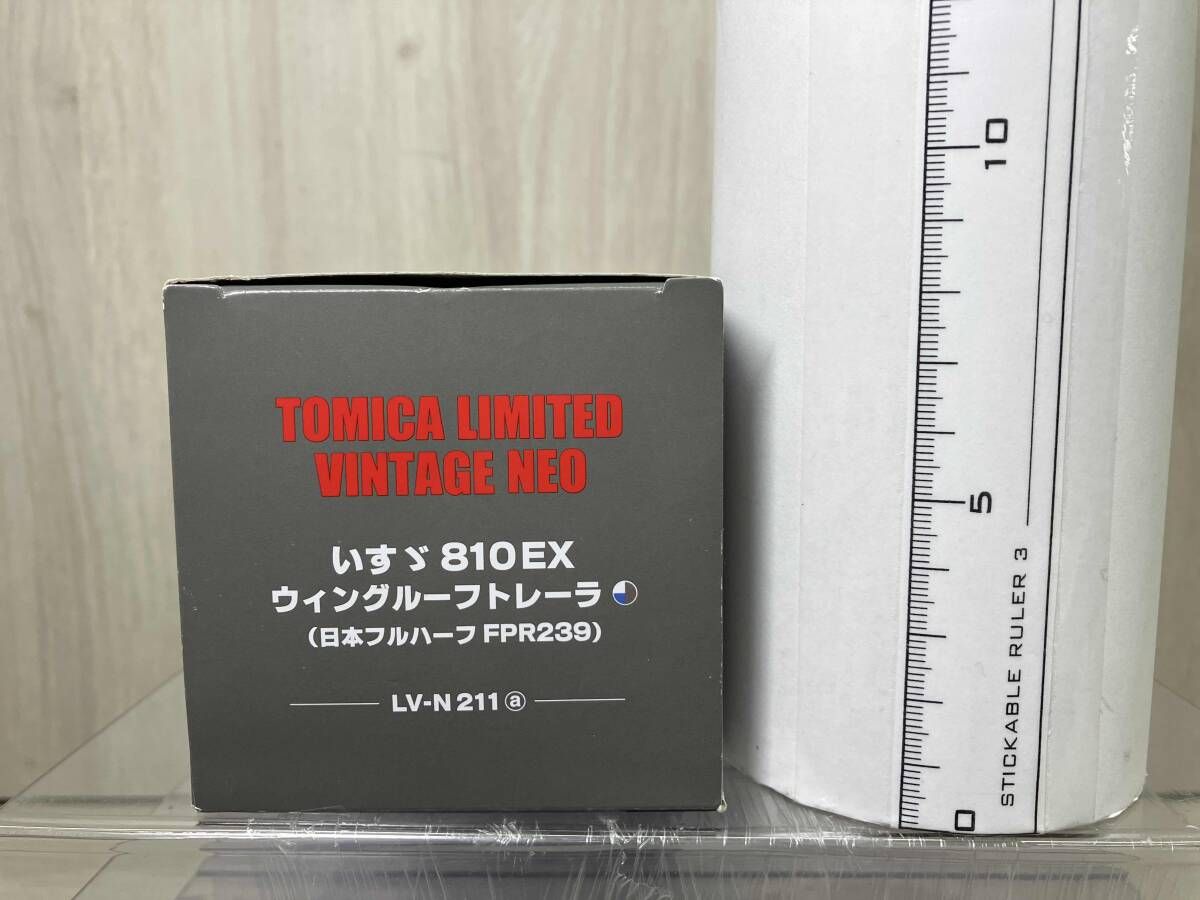 TOMICA LIMITED
VINTAGE NEO
いすゞ 810EX
ウィングルーフトレーラ
(日本フルハーフ FPR239)
LV-N 211 ⓐ
10
5
0
STICKABLE RULER 3